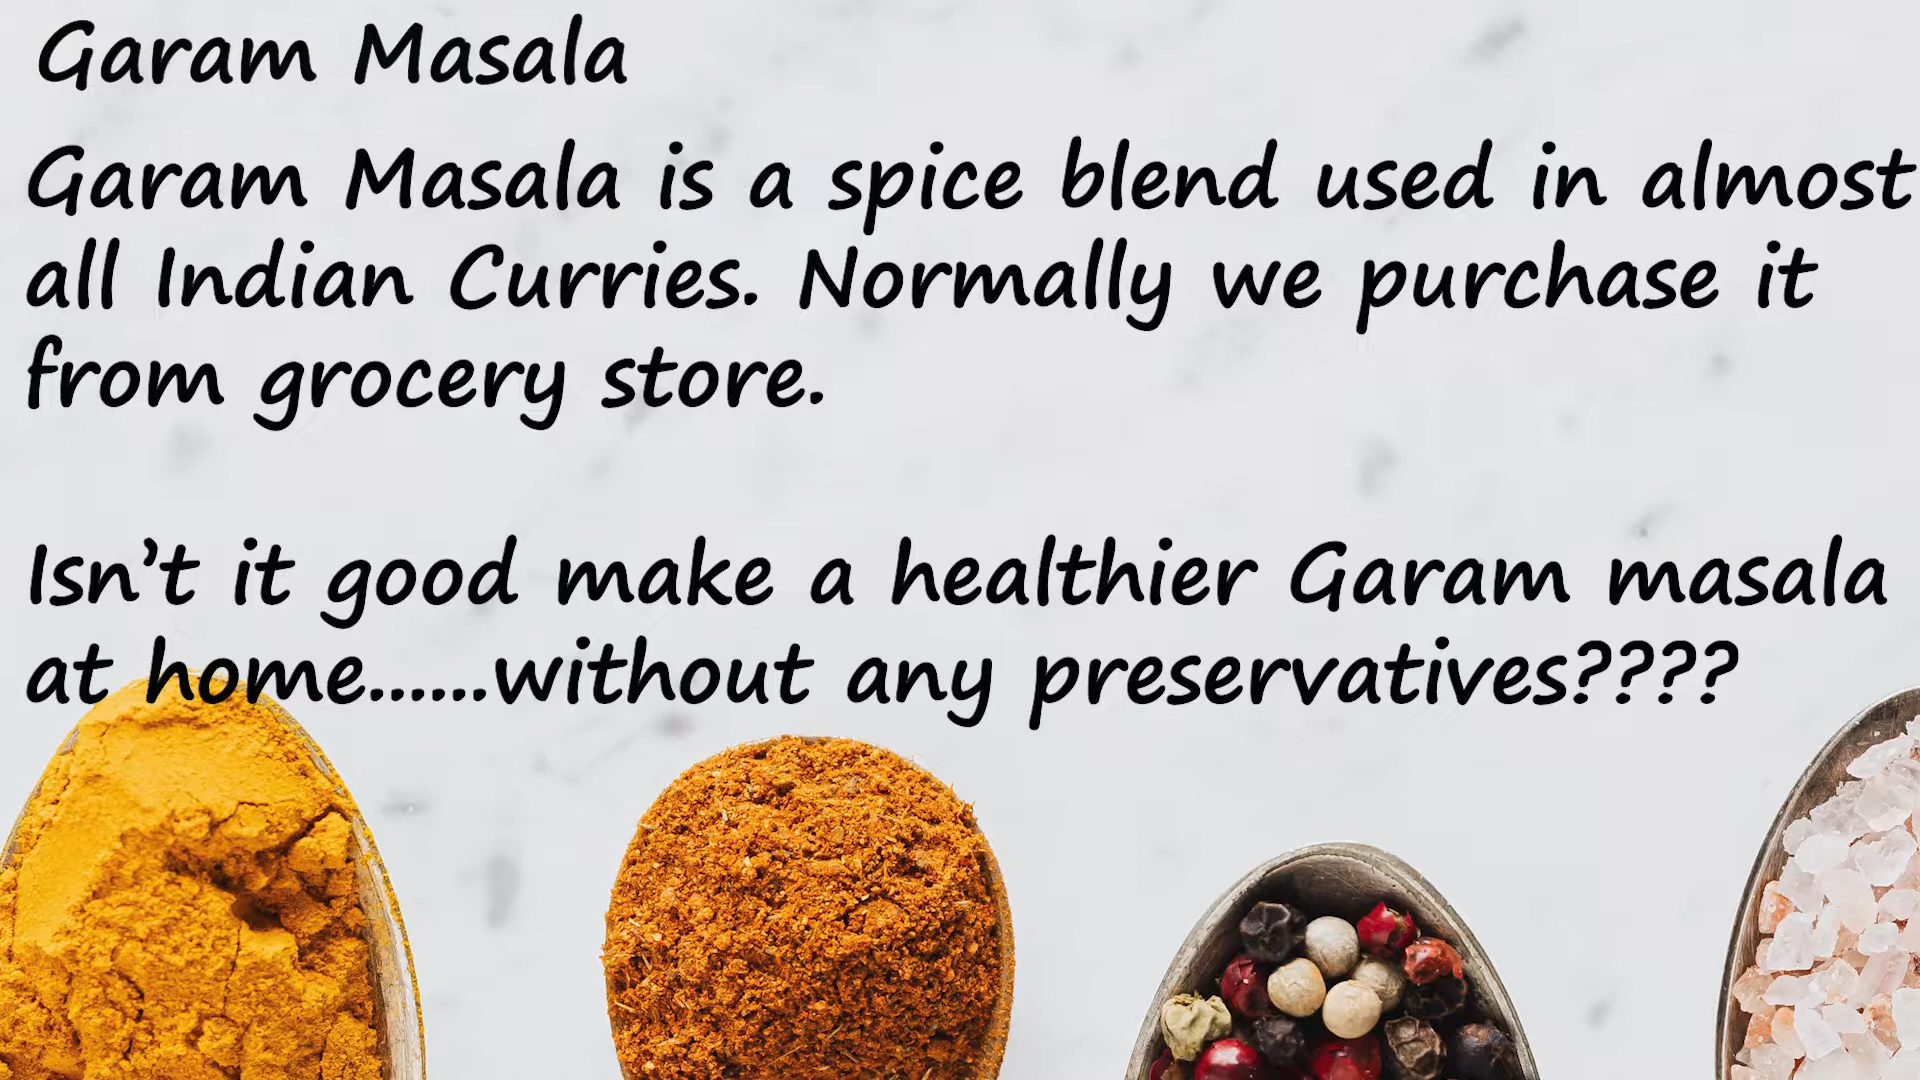 Garam Masala
Garam Masala is a spice blend used in almost
all Indian Curries. Normally we purchase it
from grocery store.
Isn't it good make a healthier Garam masala
at home......without any preservatives????